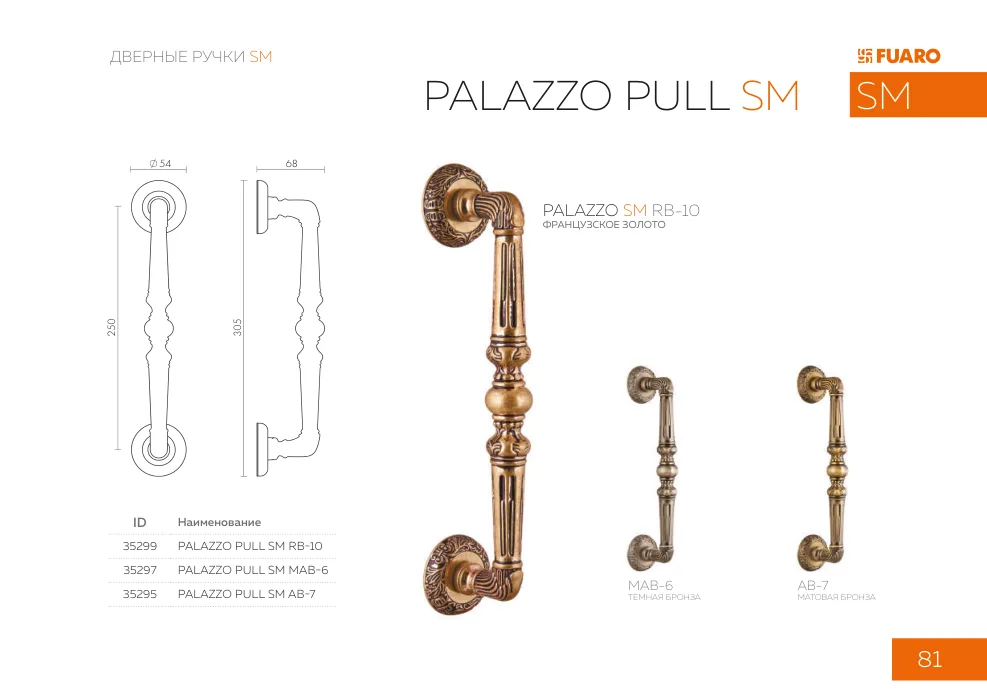 ДВЕРНЫЕ РУЧКИ SM
FUARO
PALAZZO PULL SM
SM
Ø 54
68
250
305
PALAZZO SM RB-10
ФРАНЦУЗСКОЕ ЗОЛОТО
ID Наименование
35299 PALAZZO PULL SM RB-10
35297 PALAZZO PULL SM MAB-6
35295 PALAZZO PULL SM AB-7
MAB-6
ТЕМНАЯ БРОНЗА
AB-7
МАТОВАЯ БРОНЗА
81